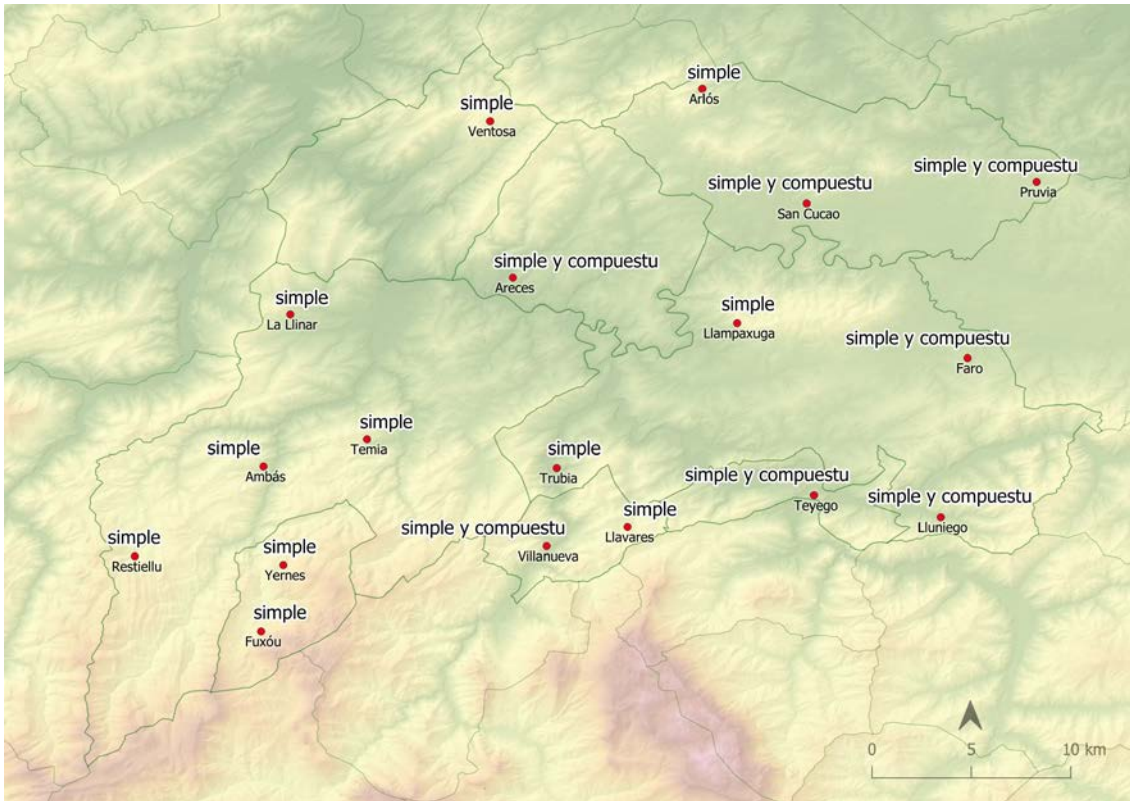 simple
Arlós
simple
Ventosa
simple y compuestu
Pruvia
simple y compuestu
San Cucao
simple y compuestu
Areces
simple
La Llinar
simple
Llampaxuga
simple y compuestu
Faro
simple
Temia
simple
Ambás
simple
Trubia
simple y compuestu
Teyego
simple y compuestu
Lluniego
simple
Llavares
simple y compuestu
Villanueva
simple
Restiellu
simple
Yernes
simple
Fuxóu
0 5 10 km